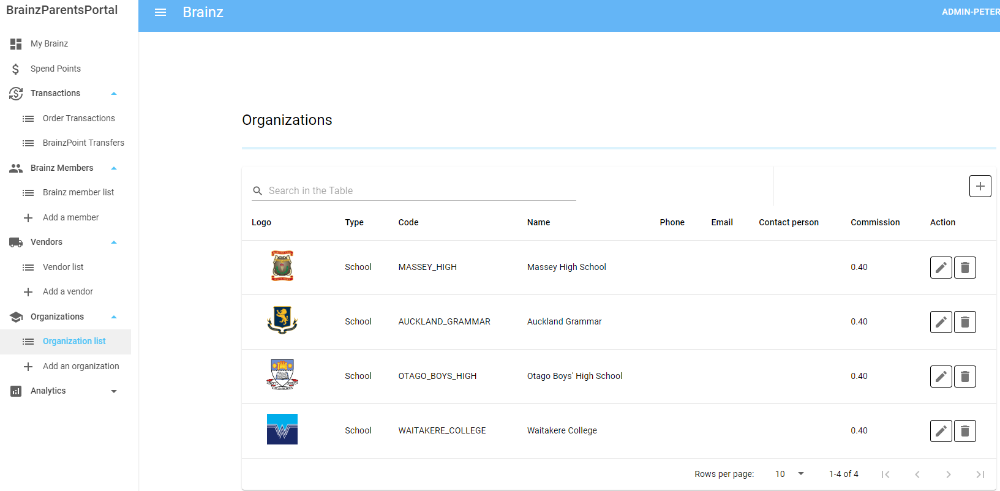 BrainzParentsPortal
Brainz
ADMIN-PETER
My Brainz
Spend Points
Transactions
Order Transactions
BrainzPoint Transfers
Brainz Members
Brainz member list
Add a member
Vendors
Vendor list
Add a vendor
Organizations
Organization list
Add an organization
Analytics
Organizations
Search in the Table
Logo Type Code Name Phone Email Contact person Commission Action
School MASSEY_HIGH Massey High School 0.40
School AUCKLAND_GRAMMAR Auckland Grammar 0.40
School OTAGO_BOYS_HIGH Otago Boys' High School 0.40
W School WAITAKERE_COLLEGE Waitakere College 0.40
Rows per page: 10 1-4 of 4